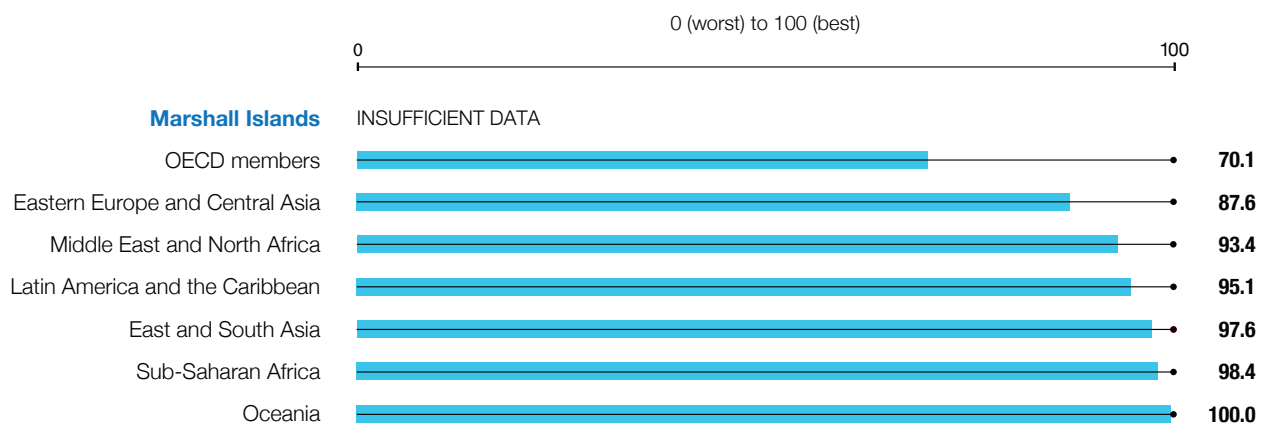 0 (worst) to 100 (best)
0 100
Marshall Islands INSUFFICIENT DATA
OECD members 70.1
Eastern Europe and Central Asia 87.6
Middle East and North Africa 93.4
Latin America and the Caribbean 95.1
East and South Asia 97.6
Sub-Saharan Africa 98.4
Oceania 100.0